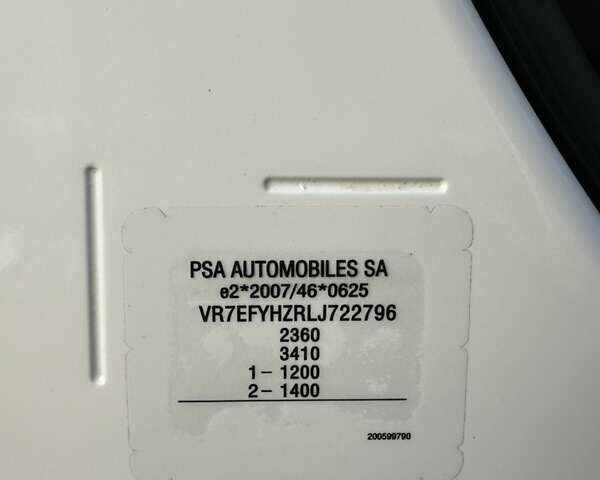 PSA AUTOMOBILES SA
e2*2007/46*0625
VR7EFYHZRLJ722796
2360
3410
1- 1200
2- 1400
200599790